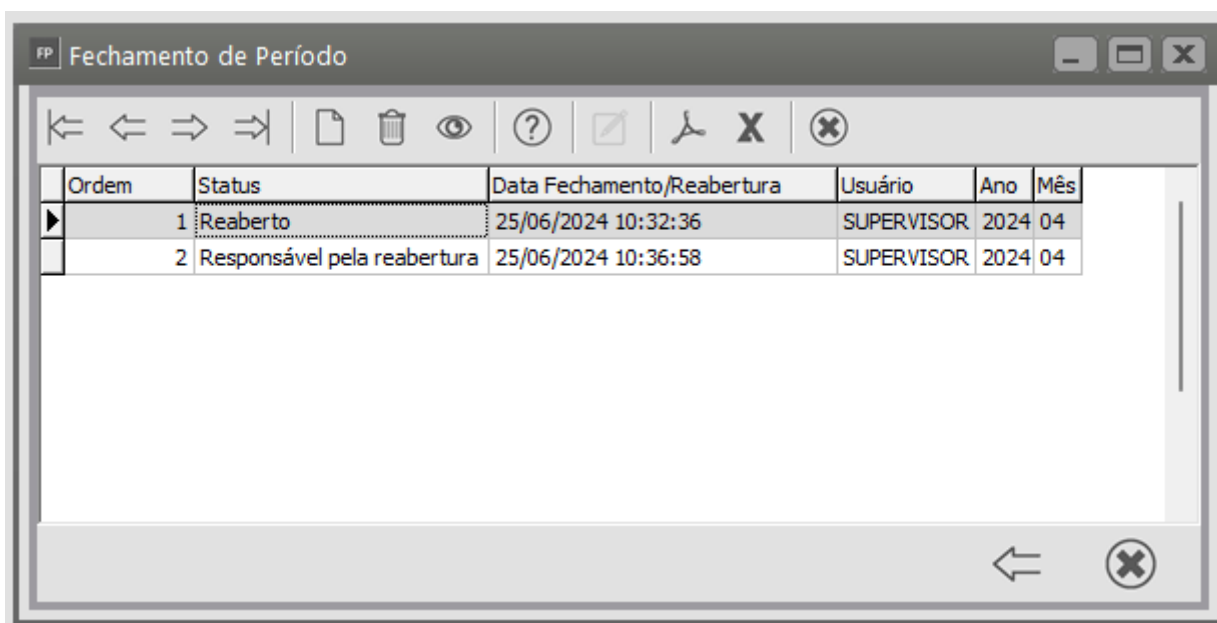 FP Fechamento de Período
Ordem Status Data Fechamento/Reabertura Usuário Ano Mês
1 Reaberto 25/06/2024 10:32:36 SUPERVISOR 2024 04
2 Responsável pela reabertura 25/06/2024 10:36:58 SUPERVISOR 2024 04